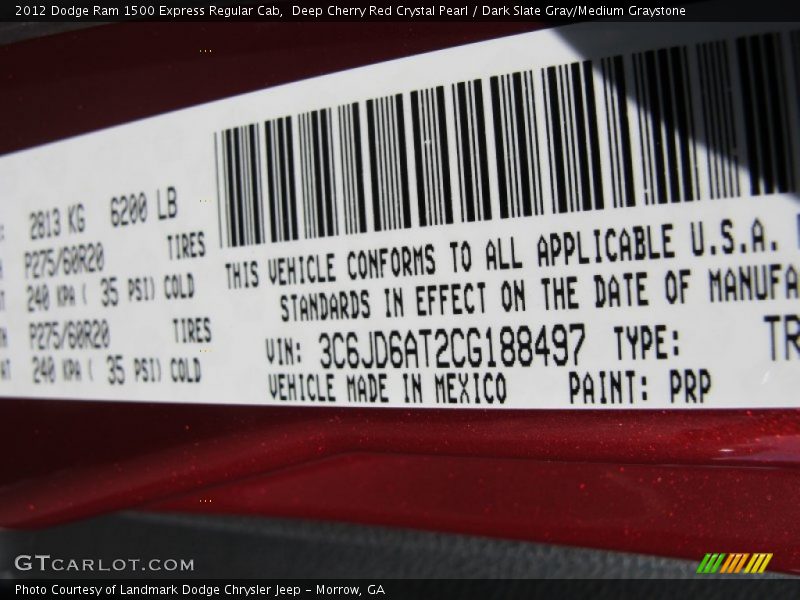 2012 Dodge Ram 1500 Express Regular Cab,  Deep Cherry Red Crystal Pearl / Dark Slate Gray/Medium Graystone
2813 KG 6200 LB
P275/60R20 TIRES
240 KPA ( 35 PSI) COLD
P275/60R20 TIRES
240 KPA ( 35 PSI) COLD
THIS VEHICLE CONFORMS TO ALL APPLICABLE U.S.A.
STANDARDS IN EFFECT ON THE DATE OF MANUFA
VIN: 3C6JD6AT2CG188497 TYPE: TR
VEHICLE MADE IN MEXICO PAINT: PRP
GTCARLOT.COM
Photo Courtesy of Landmark Dodge Chrysler Jeep – Morrow, GA